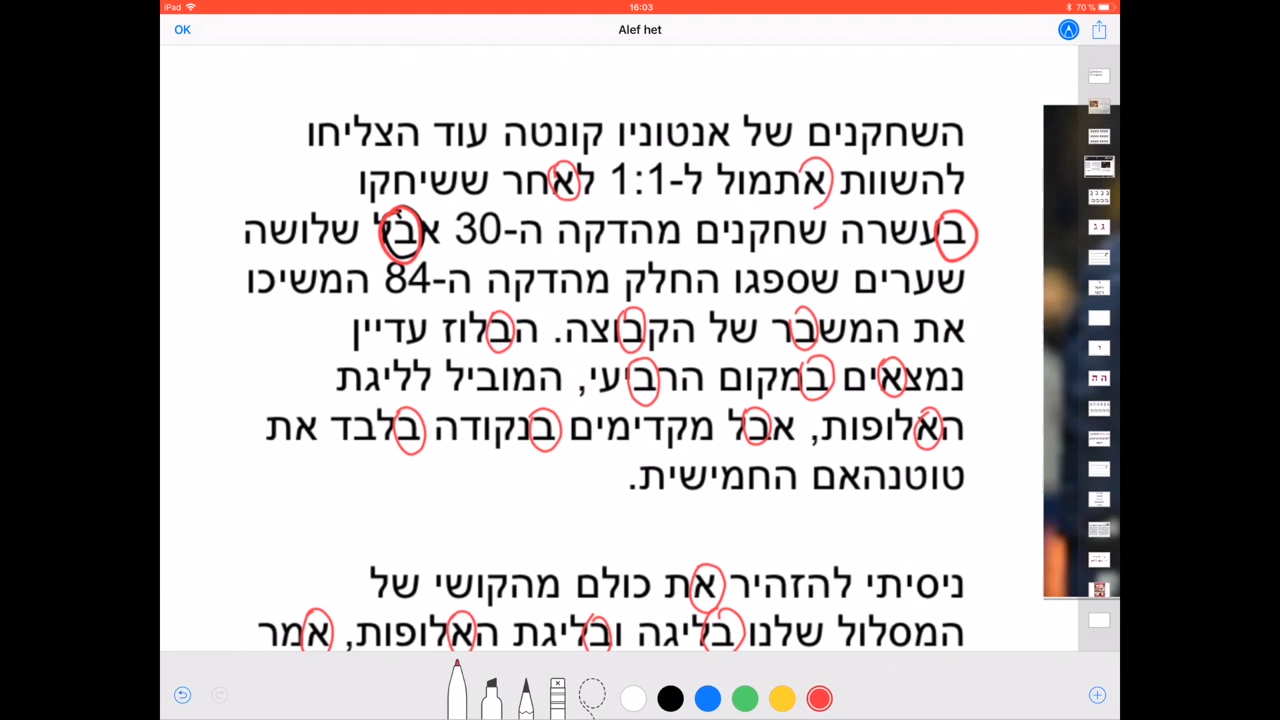 iPad 16:03 70 %
OK Alef het
השחקנים של אנטוניו קונטה עוד הצליחו
להשוות אתמול ל-1:1 לאחר ששיחקו
בעשרה שחקנים מהדקה ה-30 אבל שלושה
שערים שספגו החלק מהדקה ה-84 המשיכו
את המשבר של הקבוצה. הבלוז עדיין
נמצאים במקום הרביעי, המוביל לליגת
האלופות, אבל מקדימים בנקודה בלבד את
טוטנהאם החמישית.
ניסיתי להזהיר את כולם מהקושי של
המסלול שלנו בליגה ובליגת האלופות, אמר